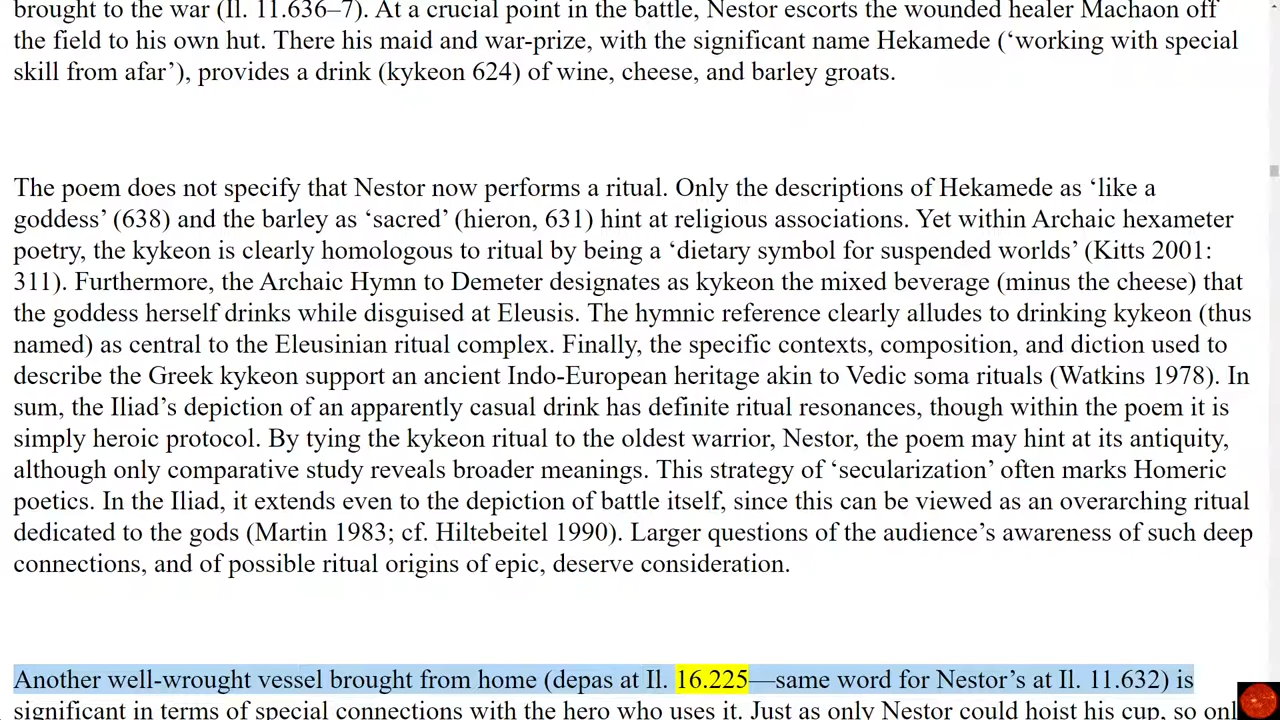 brought to the war (Il. 11.636–7). At a crucial point in the battle, Nestor escorts the wounded healer Machaon off
the field to his own hut. There his maid and war-prize, with the significant name Hekamede (‘working with special
skill from afar’), provides a drink (kykeon 624) of wine, cheese, and barley groats.
The poem does not specify that Nestor now performs a ritual. Only the descriptions of Hekamede as ‘like a
goddess’ (638) and the barley as ‘sacred’ (hieron, 631) hint at religious associations. Yet within Archaic hexameter
poetry, the kykeon is clearly homologous to ritual by being a ‘dietary symbol for suspended worlds’ (Kitts 2001:
311). Furthermore, the Archaic Hymn to Demeter designates as kykeon the mixed beverage (minus the cheese) that
the goddess herself drinks while disguised at Eleusis. The hymnic reference clearly alludes to drinking kykeon (thus
named) as central to the Eleusinian ritual complex. Finally, the specific contexts, composition, and diction used to
describe the Greek kykeon support an ancient Indo-European heritage akin to Vedic soma rituals (Watkins 1978). In
sum, the Iliad’s depiction of an apparently casual drink has definite ritual resonances, though within the poem it is
simply heroic protocol. By tying the kykeon ritual to the oldest warrior, Nestor, the poem may hint at its antiquity,
although only comparative study reveals broader meanings. This strategy of ‘secularization’ often marks Homeric
poetics. In the Iliad, it extends even to the depiction of battle itself, since this can be viewed as an overarching ritual
dedicated to the gods (Martin 1983; cf. Hiltebeitel 1990). Larger questions of the audience’s awareness of such deep
connections, and of possible ritual origins of epic, deserve consideration.
Another well-wrought vessel brought from home (depas at Il. 16.225—same word for Nestor’s at Il. 11.632) is
significant in terms of special connections with the hero who uses it. Just as only Nestor could hoist his cup, so